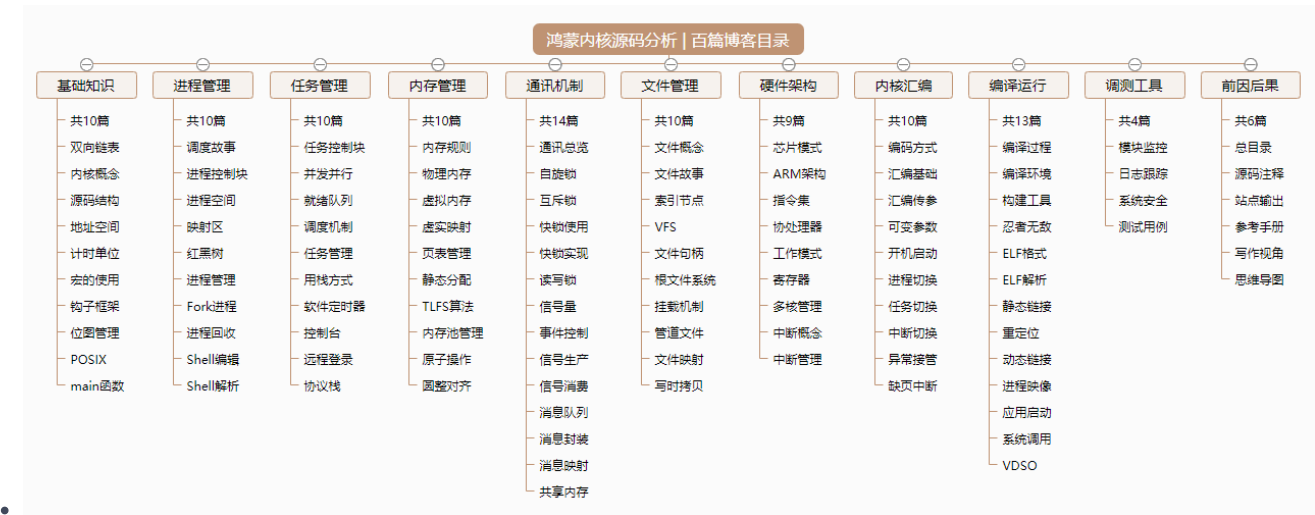 鸿蒙内核源码分析 | 百篇博客目录
基础知识
共10篇
双向链表
内核概念
源码结构
地址空间
计时单位
宏的使用
钩子框架
位图管理
POSIX
main函数
进程管理
共10篇
调度故事
进程控制块
进程空间
映射区
红黑树
进程管理
Fork进程
进程回收
Shell编辑
Shell解析
任务管理
共10篇
任务控制块
并发并行
就绪队列
调度机制
任务管理
用栈方式
软件定时器
控制台
远程登录
协议栈
内存管理
共10篇
内存规则
物理内存
虚拟内存
虚实映射
页表管理
静态分配
TLFS算法
内存池管理
原子操作
圆整对齐
通讯机制
共14篇
通讯总览
自旋锁
互斥锁
快锁使用
快锁实现
读写锁
信号量
事件控制
信号生产
信号消费
消息队列
消息封装
消息映射
共享内存
文件管理
共10篇
文件概念
文件故事
索引节点
VFS
文件句柄
根文件系统
挂载机制
管道文件
文件映射
写时拷贝
硬件架构
共9篇
芯片模式
ARM架构
指令集
协处理器
工作模式
寄存器
多核管理
中断概念
中断管理
内核汇编
共10篇
编码方式
汇编基础
汇编传参
可变参数
开机启动
进程切换
任务切换
中断切换
异常接管
缺页中断
编译运行
共13篇
编译过程
编译环境
构建工具
忍者无敌
ELF格式
ELF解析
静态链接
重定位
动态链接
进程映像
应用启动
系统调用
VDSO
调测工具
共4篇
模块监控
日志跟踪
系统安全
测试用例
前因后果
共6篇
总目录
源码注释
站点输出
参考手册
写作视角
思维导图